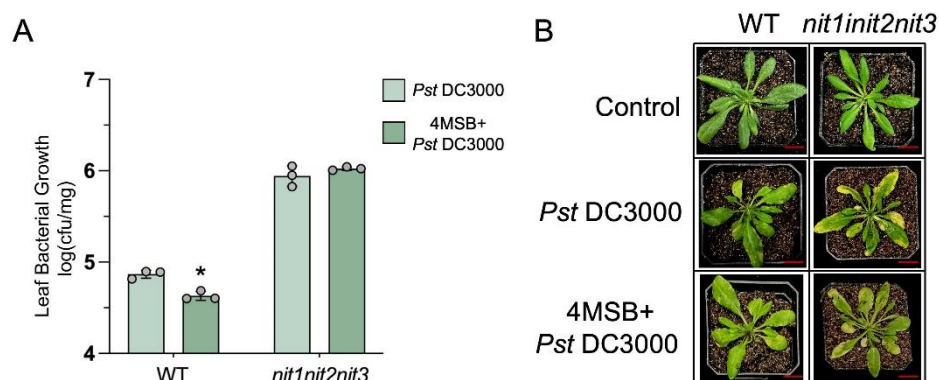 A
Leaf Bacterial Growth
log(cfu/mg)
7
6
5
4
*
WT
nit1nit2nit3
Pst DC3000
4MSB+
Pst DC3000
B
WT nit1init2nit3
Control
Pst DC3000
4MSB+
Pst DC3000